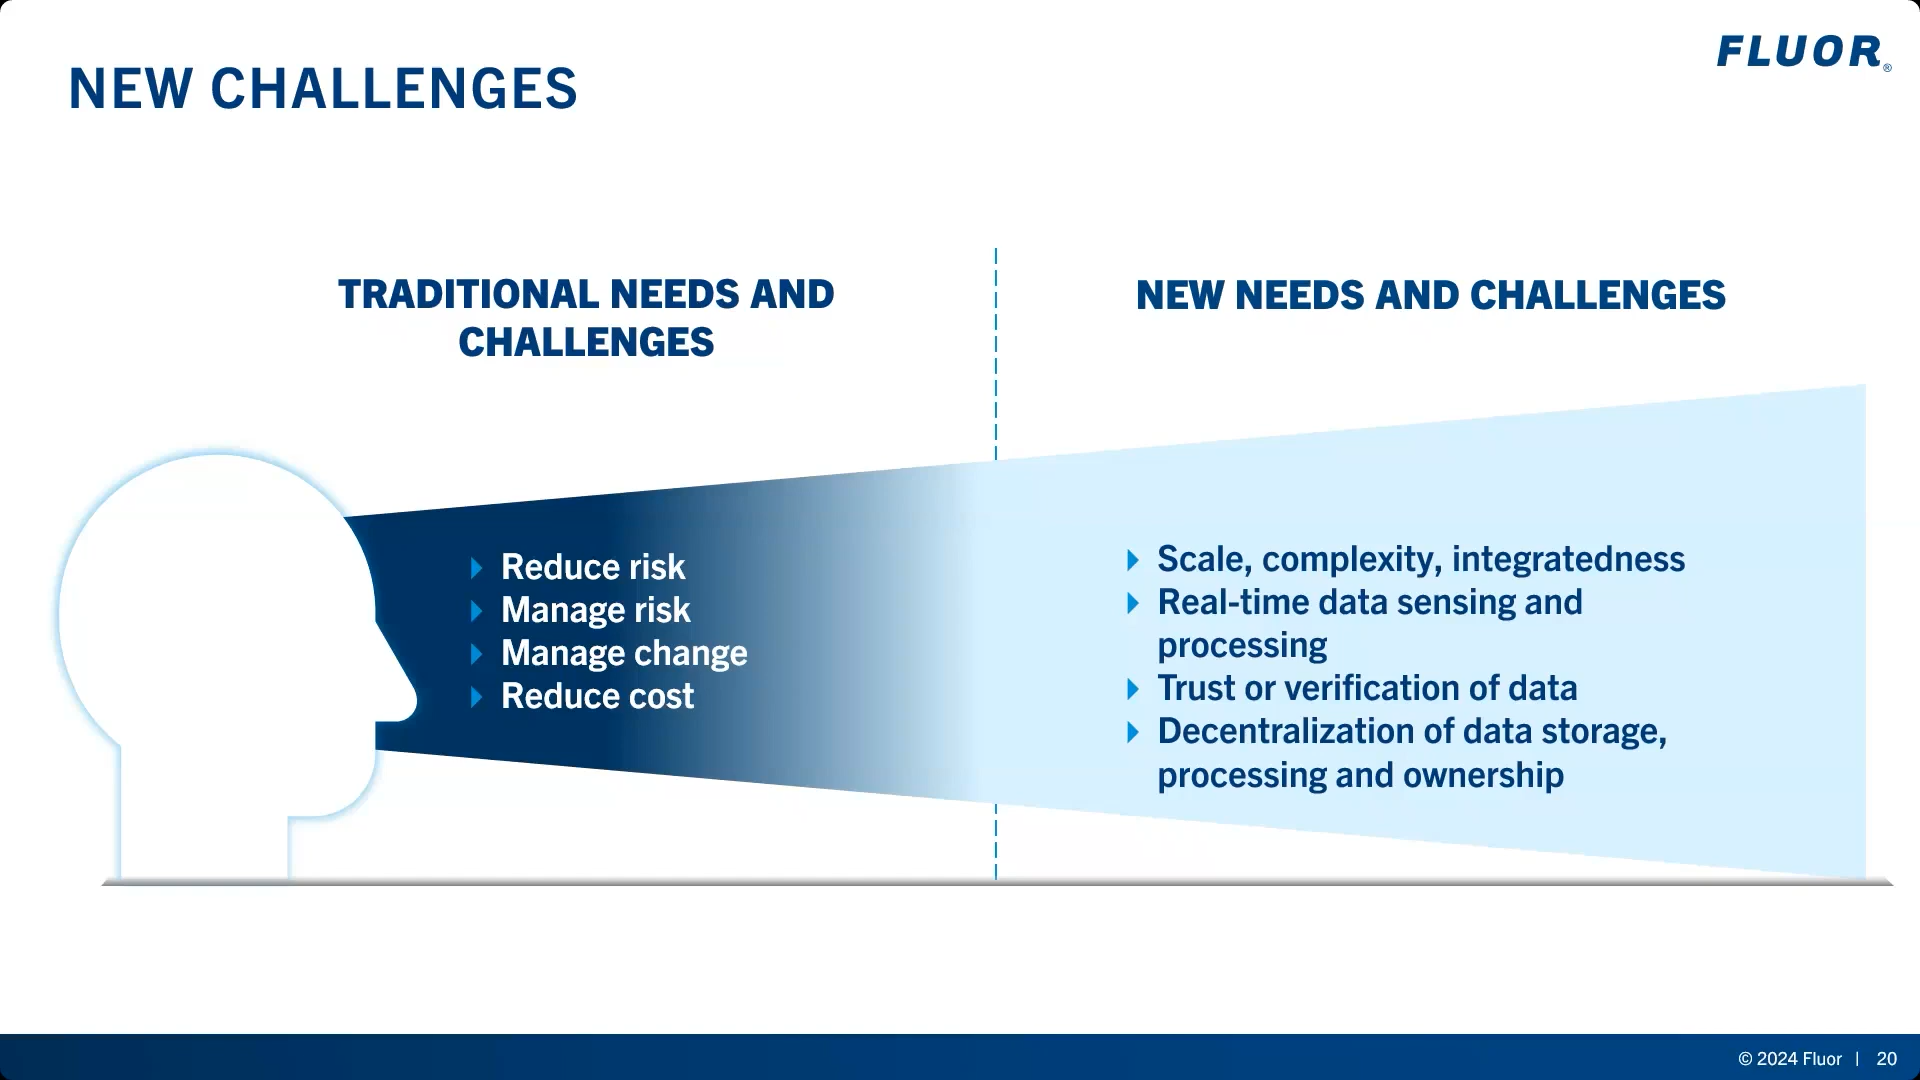 NEW CHALLENGES
FLUOR®
TRADITIONAL NEEDS AND
CHALLENGES
Reduce risk
Manage risk
Manage change
Reduce cost
NEW NEEDS AND CHALLENGES
Scale, complexity, integratedness
Real-time data sensing and
processing
Trust or verification of data
Decentralization of data storage,
processing and ownership
© 2024 Fluor | 20